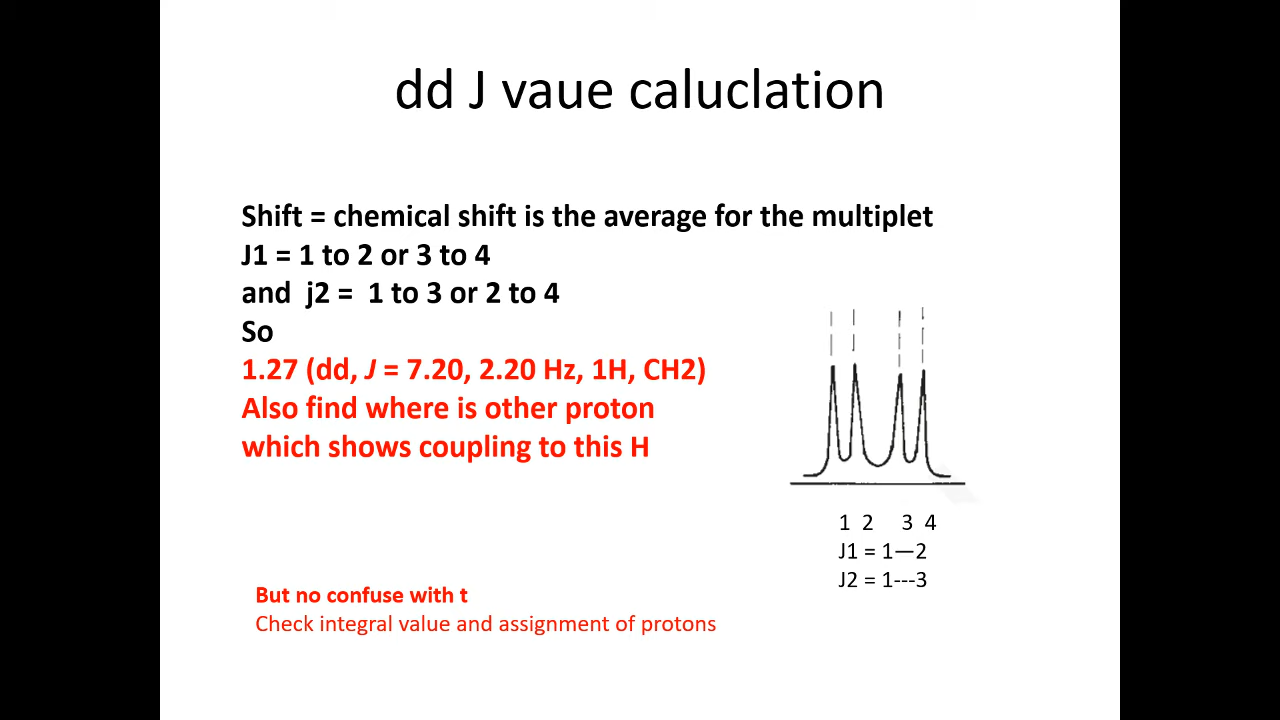 dd J vaue caluclation
Shift = chemical shift is the average for the multiplet
J1 = 1 to 2 or 3 to 4
and  j2 =  1 to 3 or 2 to 4
So
1.27 (dd, J = 7.20, 2.20 Hz, 1H, CH2)
Also find where is other proton
which shows coupling to this H
1 2 3 4
J1 = 1—2
J2 = 1---3
But no confuse with t
Check integral value and assignment of protons